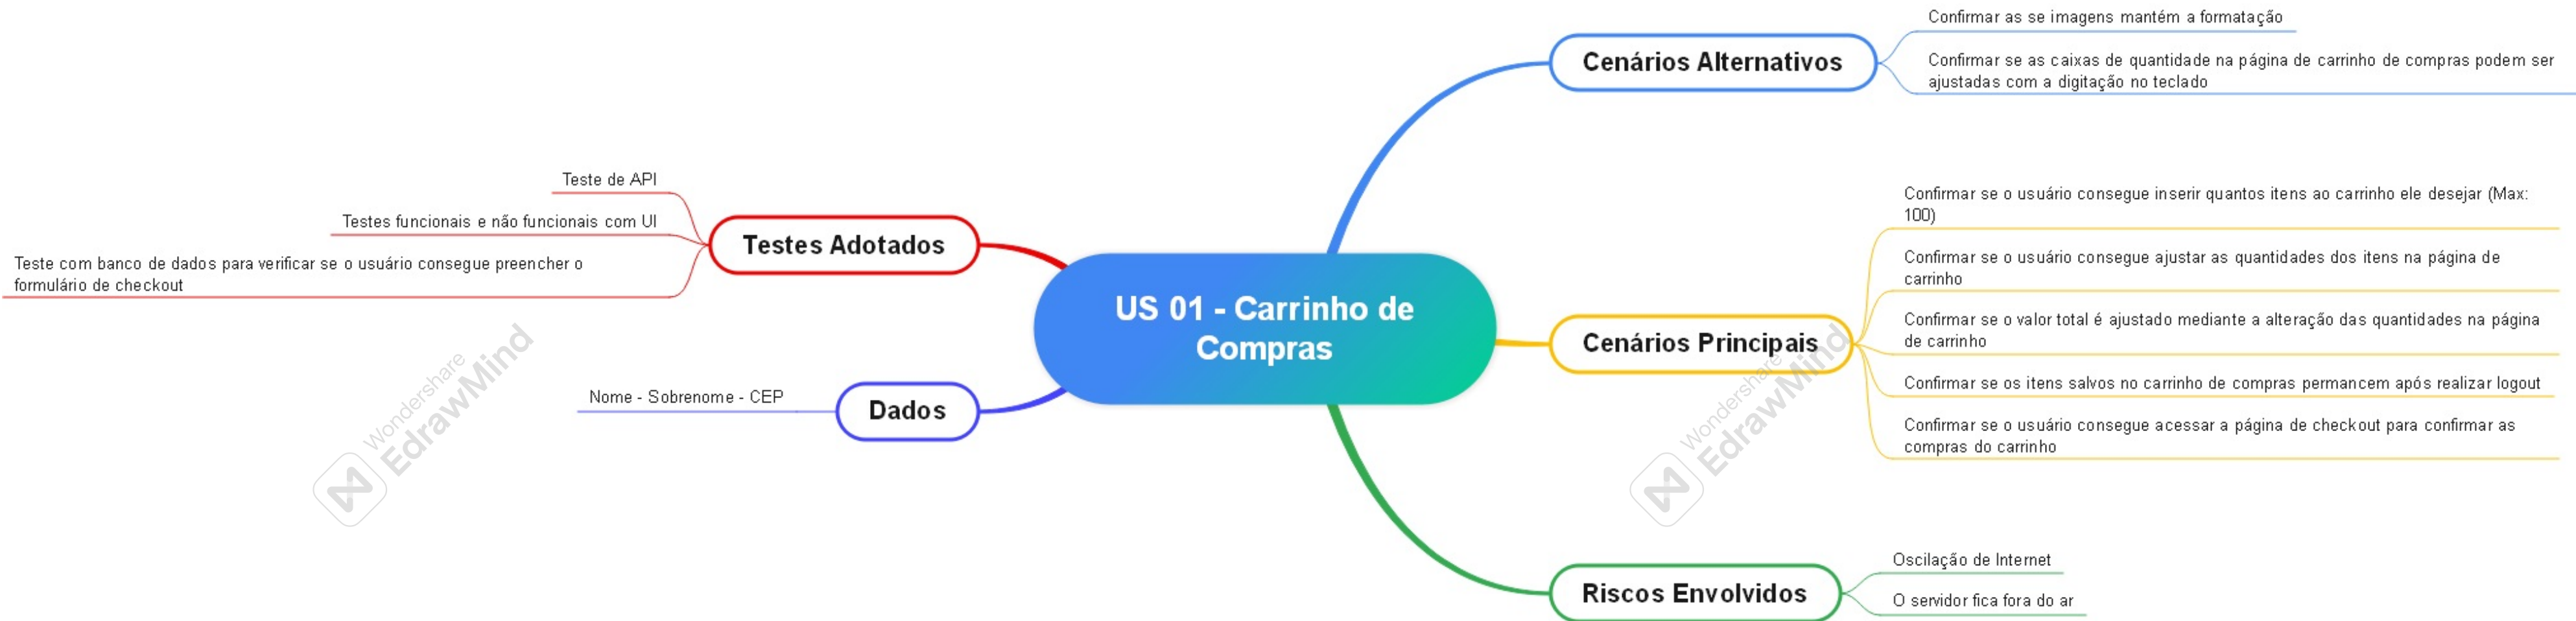 US 01 - Carrinho de
Compras
Cenários Alternativos
Confirmar as se imagens mantém a formatação
Confirmar se as caixas de quantidade na página de carrinho de compras podem ser
ajustadas com a digitação no teclado
Cenários Principais
Confirmar se o usuário consegue inserir quantos itens ao carrinho ele desejar (Max:
100)
Confirmar se o usuário consegue ajustar as quantidades dos itens na página de
carrinho
Confirmar se o valor total é ajustado mediante a alteração das quantidades na página
de carrinho
Confirmar se os itens salvos no carrinho de compras permancem após realizar logout
Confirmar se o usuário consegue acessar a página de checkout para confirmar as
compras do carrinho
Riscos Envolvidos
Oscilação de Internet
O servidor fica fora do ar
Testes Adotados
Teste de API
Testes funcionais e não funcionais com UI
Teste com banco de dados para verificar se o usuário consegue preencher o
formulário de checkout
Dados
Nome - Sobrenome - CEP
Wondershare
EdrawMind
Wondershare
EdrawMind